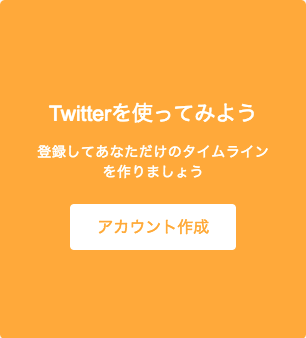 Twitterを使ってみよう
登録してあなただけのタイムライン
を作りましょう
アカウント作成